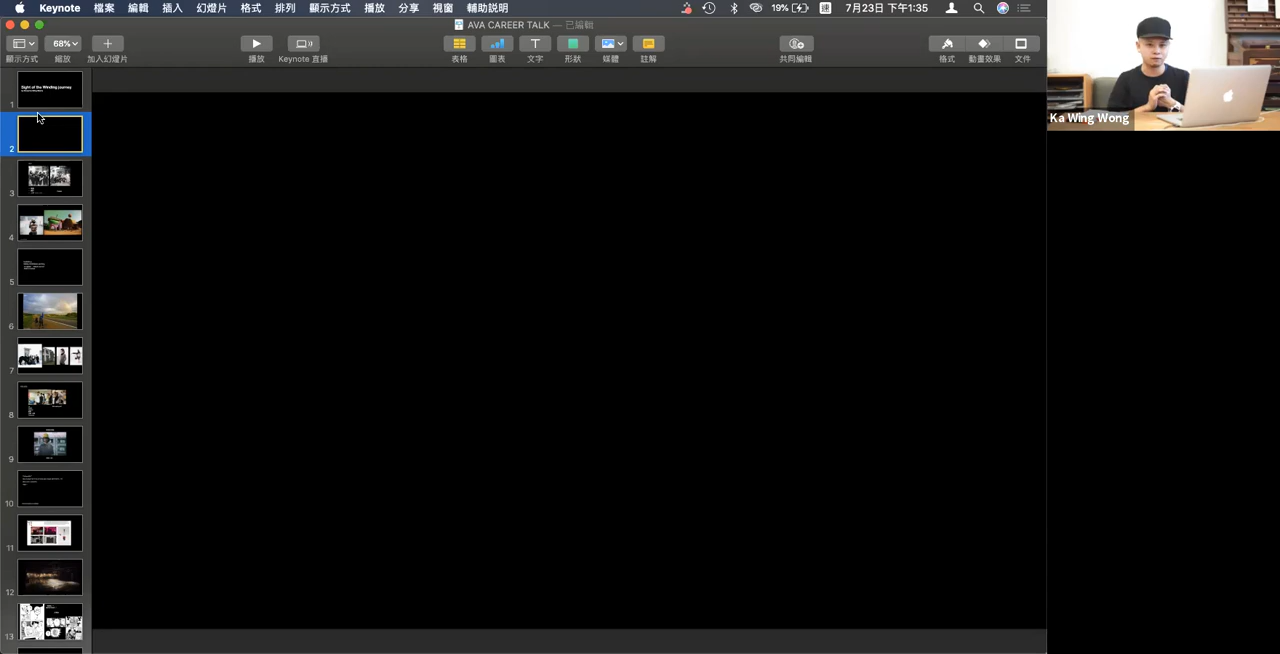 Keynote 檔案 編輯 插入 幻燈片 格式 排列 顯示方式 播放 分享 視窗 輔助說明 19% 7月23日 下午1:35
AVA CAREER TALK — 已編輯
68%
顯示方式 縮放 加入幻燈片 播放 Keynote 直播 表格 圖表 文字 形狀 媒體 註解 共同編輯 格式 動畫效果 文件
Sight of the Winding journey
1
2
3
4
5
6
7
8
9
10
11
12
13
Ka Wing Wong